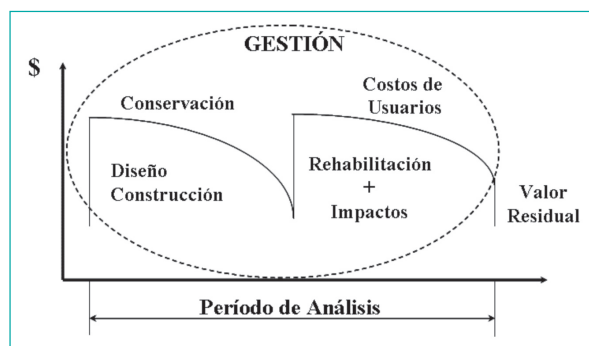 GESTIÓN
$
Conservación
Costos de
Usuarios
Diseño
Construcción
Rehabilitación
+
Impactos
Valor
Residual
Período de Análisis